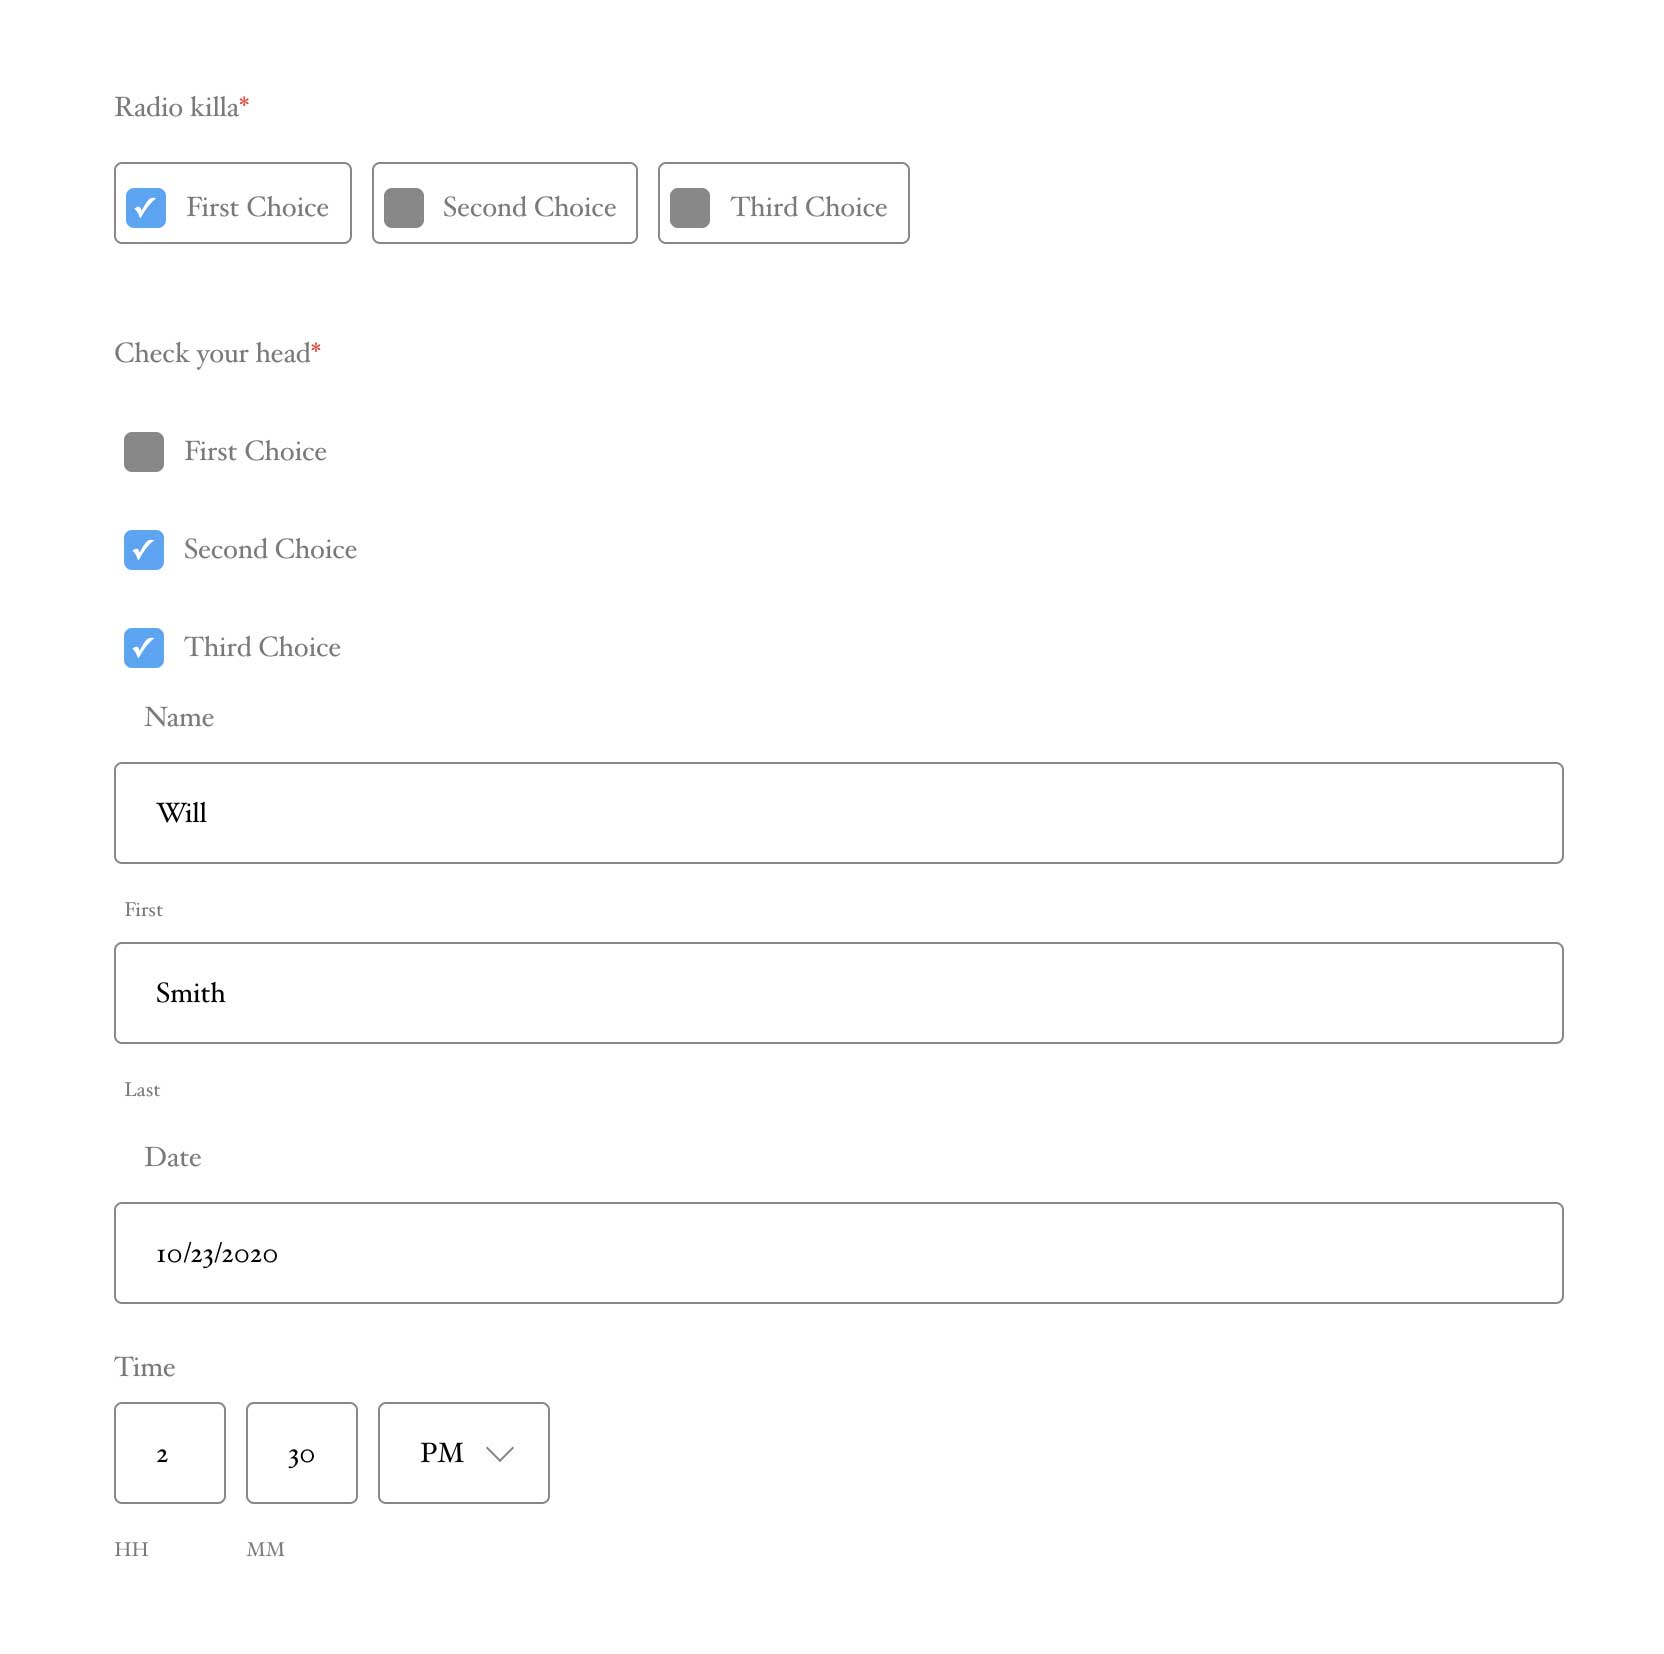 Radio killa*
First Choice Second Choice Third Choice
Check your head*
First Choice
Second Choice
Third Choice
Name
Will
First
Smith
Last
Date
10/23/2020
Time
2 30 PM
HH MM